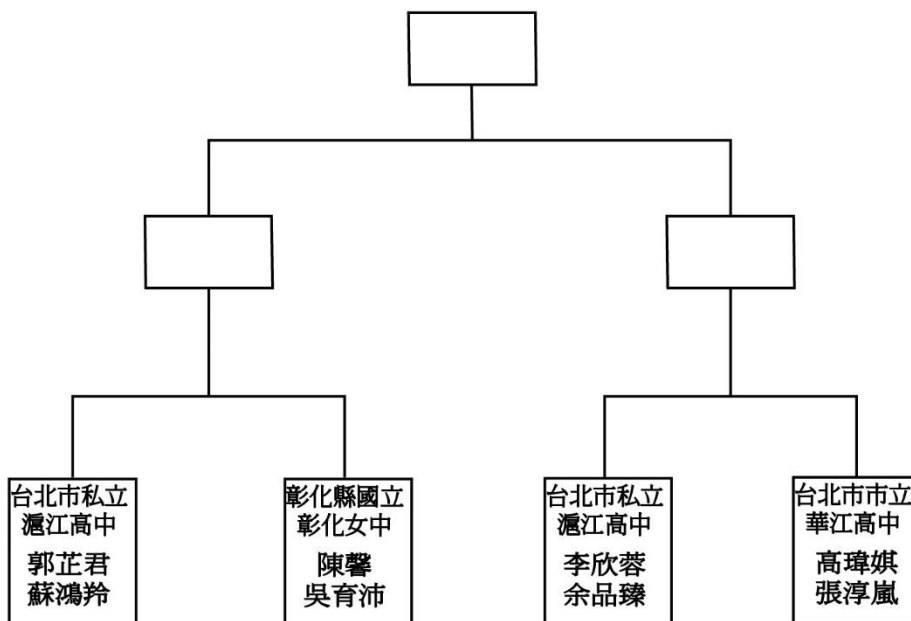 台北市私立
滬江高中
郭芷君
蘇鴻羚
彰化縣國立
彰化女中
陳馨
吳育沛
台北市私立
滬江高中
李欣蓉
余品臻
台北市市立
華江高中
高瑋娸
張淳嵐